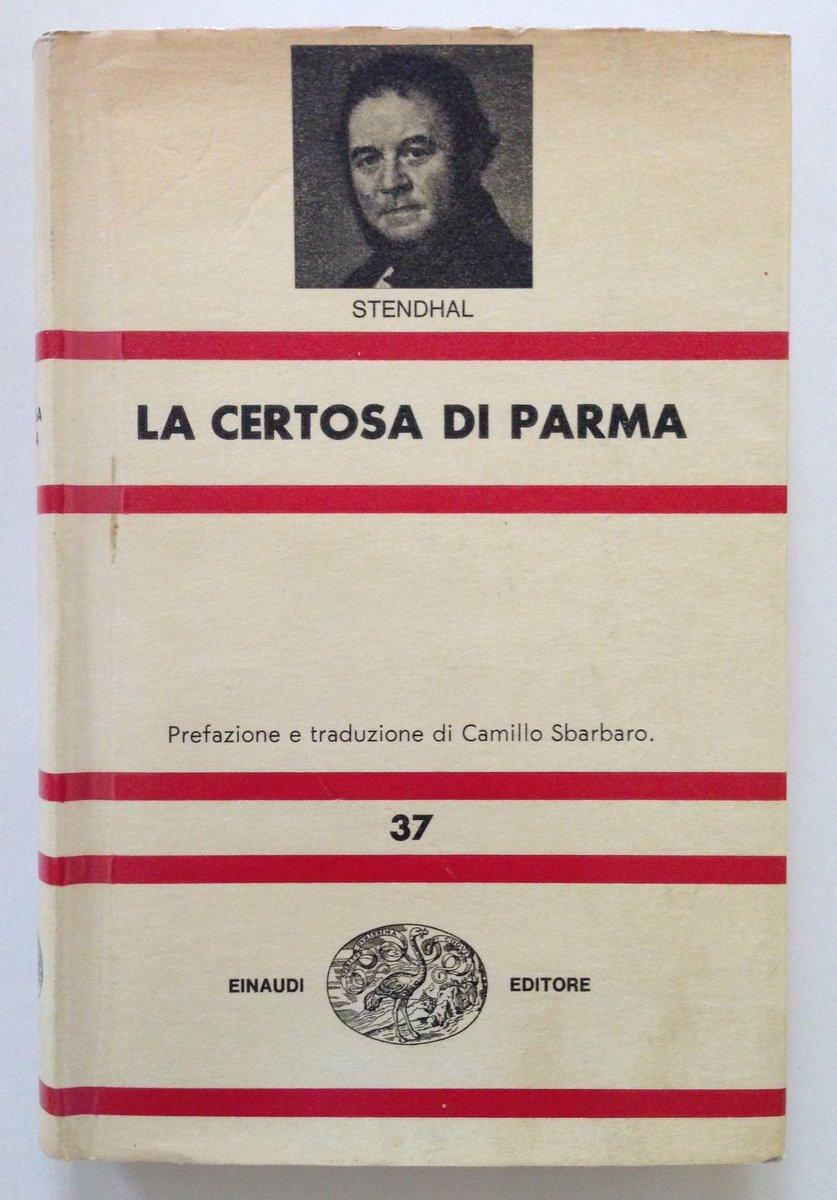 STENDHAL
LA CERTOSA DI PARMA
Prefazione e traduzione di Camillo Sbarbaro.
37
EINAUDI EDITORE